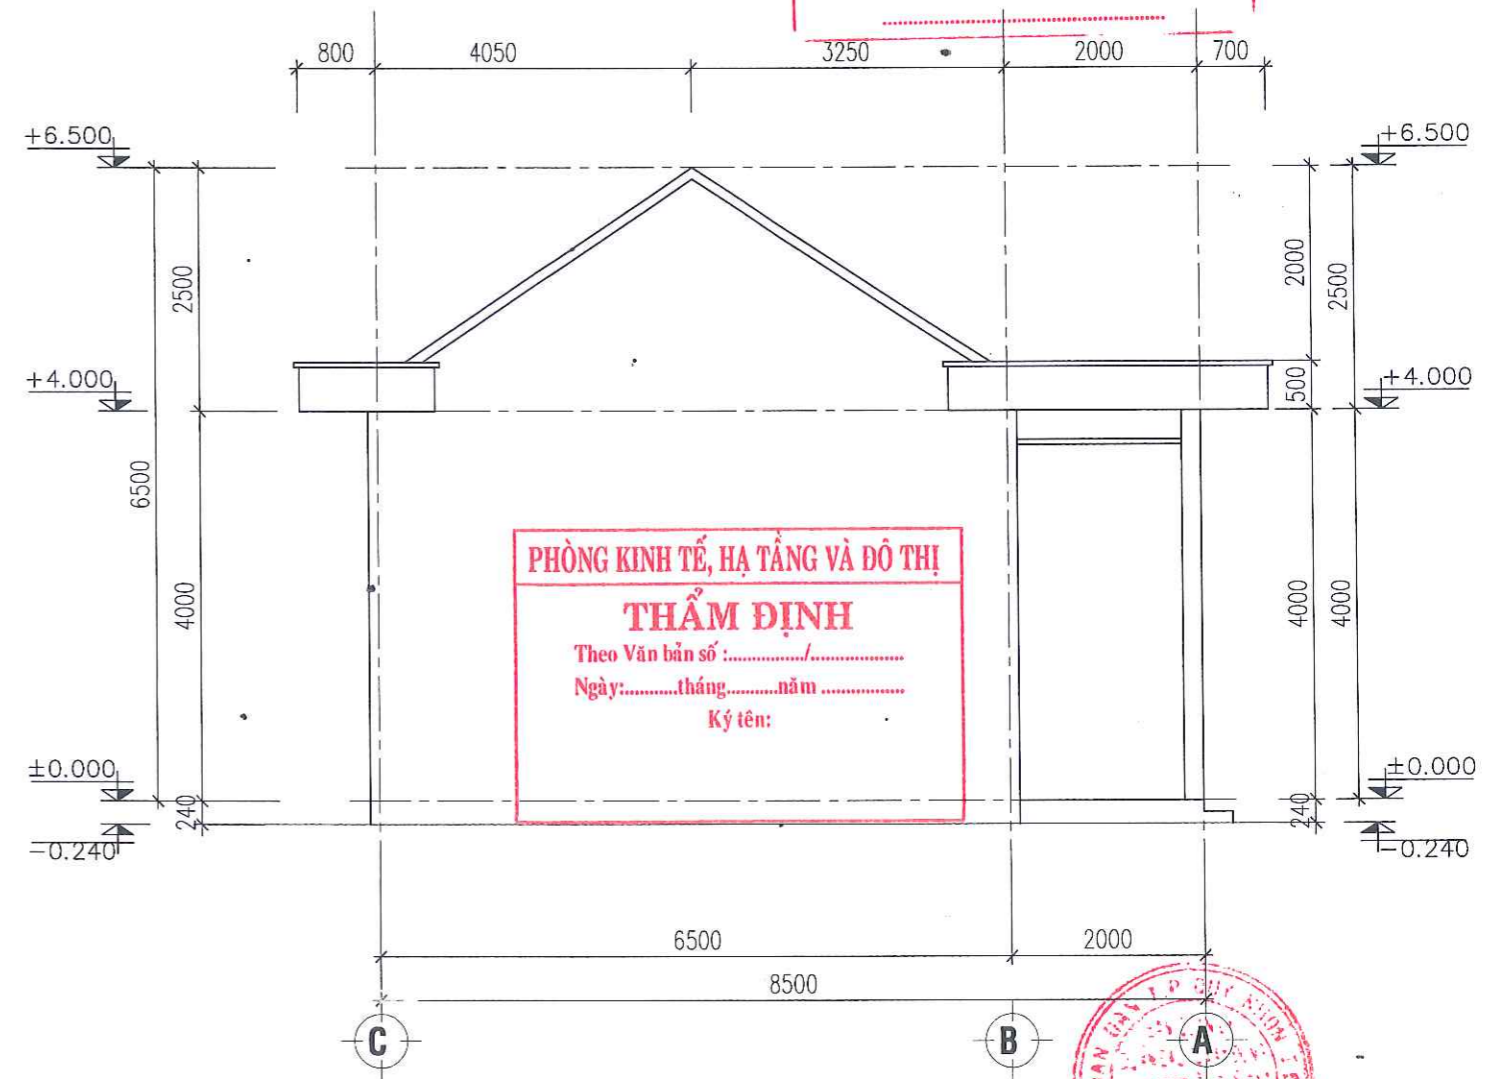 800 4050 3250 2000 700
+6.500 +6.500
2500 2000 2500
+4.000 500 +4.000
6500
PHÒNG KINH TẾ, HẠ TẦNG VÀ ĐÔ THỊ
THẨM ĐỊNH
4000 4000 4000
Theo Văn bản số :............../..................
Ngày:..........tháng..........năm ................
Ký tên:
±0.000 ±0.000
240 240
-0.240 -0.240
6500 2000
8500
C B A